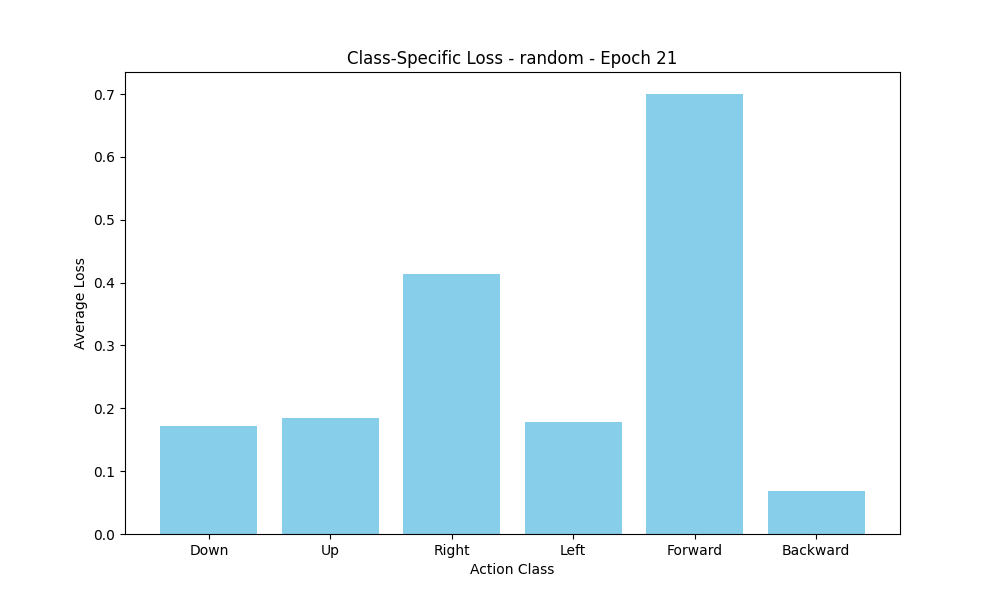 Class-Specific Loss - random - Epoch 21
0.7
0.6
0.5
0.4
0.3
0.2
0.1
0.0
Average Loss
Down Up Right Left Forward Backward
Action Class